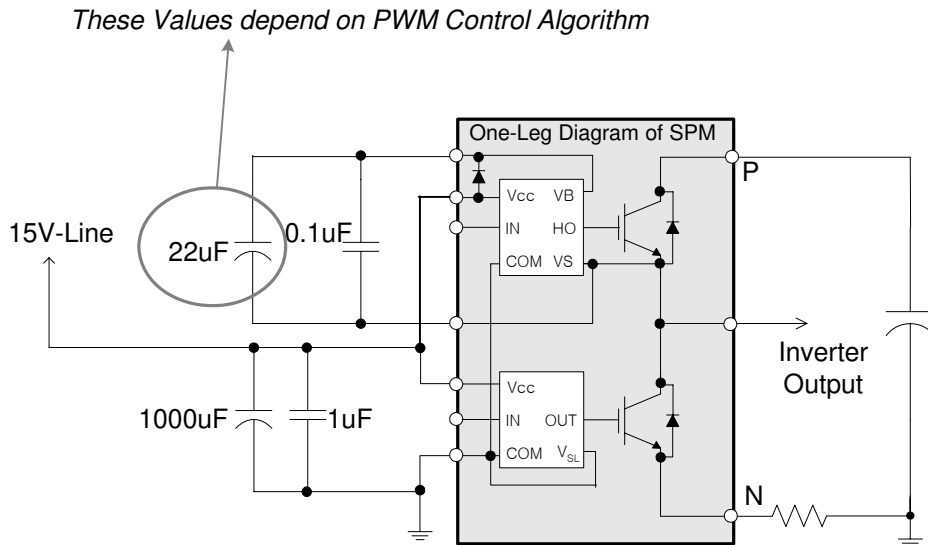 These Values depend on PWM Control Algorithm
One-Leg Diagram of SPM
P
Vcc VB
15V-Line
22uF
0.1uF
IN HO
COM VS
Inverter
Output
Vcc
1000uF
1uF
IN OUT
COM VSL
N